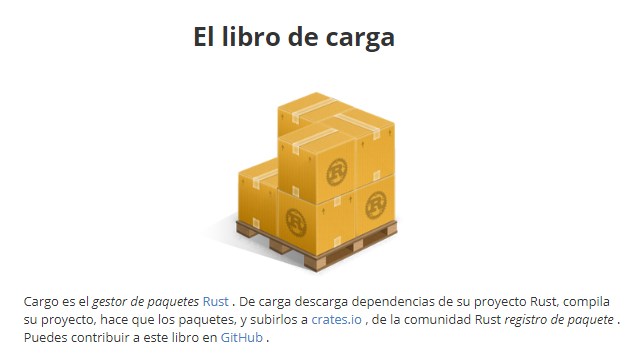 El libro de carga
R
R
R
Cargo es el gestor de paquetes Rust . De carga descarga dependencias de su proyecto Rust, compila
su proyecto, hace que los paquetes, y subirlos a crates.io , de la comunidad Rust registro de paquete .
Puedes contribuir a este libro en GitHub .